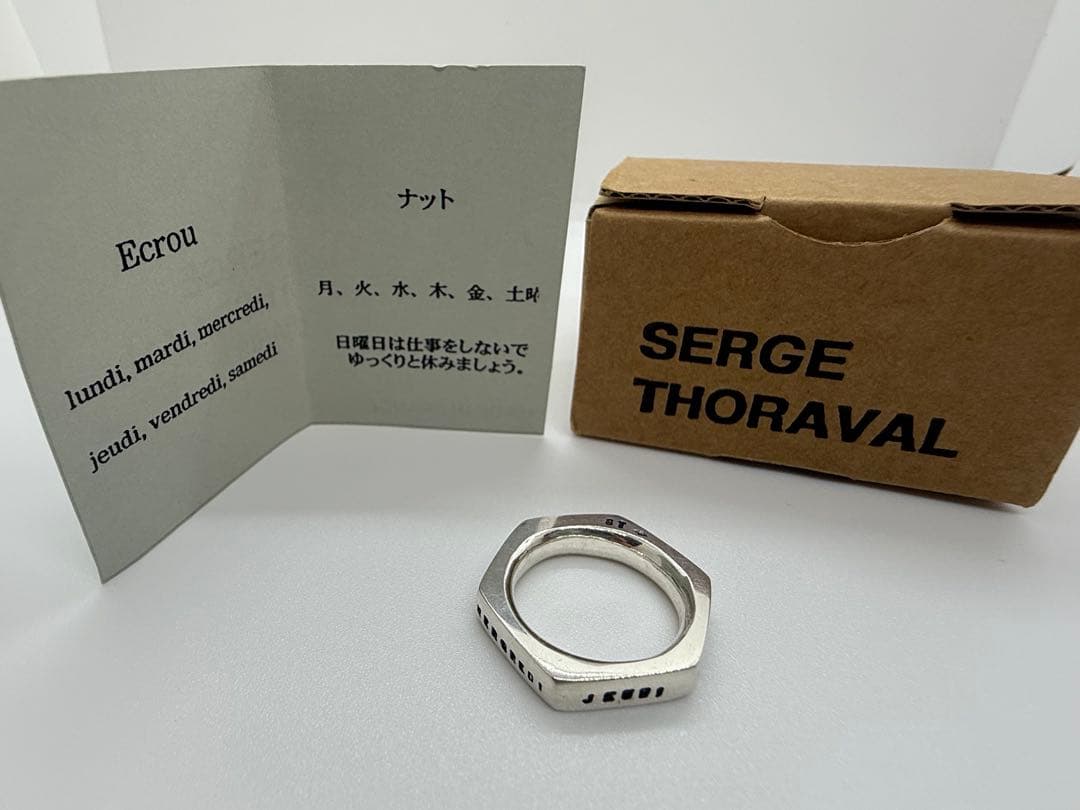 Ecrou
lundi, mardi, mercredi,
jeudi, vendredi, samedi
ナット
月、火、水、木、金、土
日曜日は仕事をしないで
ゆっくりと休みましょう。
SERGE
THORAVAL
ST
MERCREDI
JEUDI